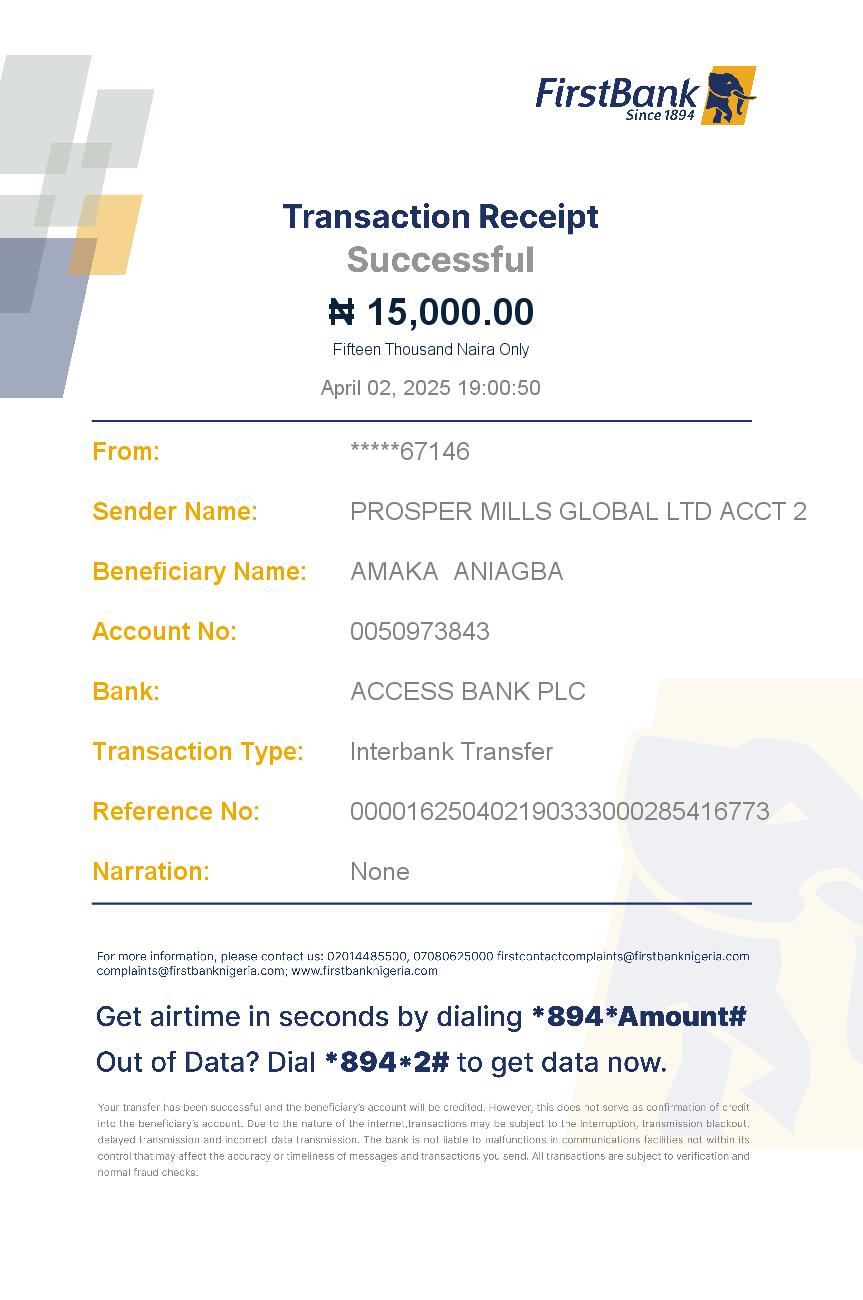 FirstBank
Since 1894
Transaction Receipt
Successful
₦ 15,000.00
Fifteen Thousand Naira Only
April 02, 2025 19:00:50
From: *****67146
Sender Name: PROSPER MILLS GLOBAL LTD ACCT 2
Beneficiary Name: AMAKA  ANIAGBA
Account No: 0050973843
Bank: ACCESS BANK PLC
Transaction Type: Interbank Transfer
Reference No: 000016250402190333000285416773
Narration: None
For more information, please contact us: 02014485500, 07080625000 firstcontactcomplaints@firstbanknigeria.com
complaints@firstbanknigeria.com; www.firstbanknigeria.com
Get airtime in seconds by dialing *894*Amount#
Out of Data? Dial *894*2# to get data now.
Your transfer has been successful and the beneficiary's account will be credited. However, this does not serve as confirmation of credit
into the beneficiary's account. Due to the nature of the internet,transactions may be subject to the interruption, transmission blackout,
delayed transmission and incorrect data transmission. The bank is not liable to malfunctions in communications facilities not within its
control that may affect the accuracy or timeliness of messages and transactions you send. All transactions are subject to verification and
normal fraud checks.